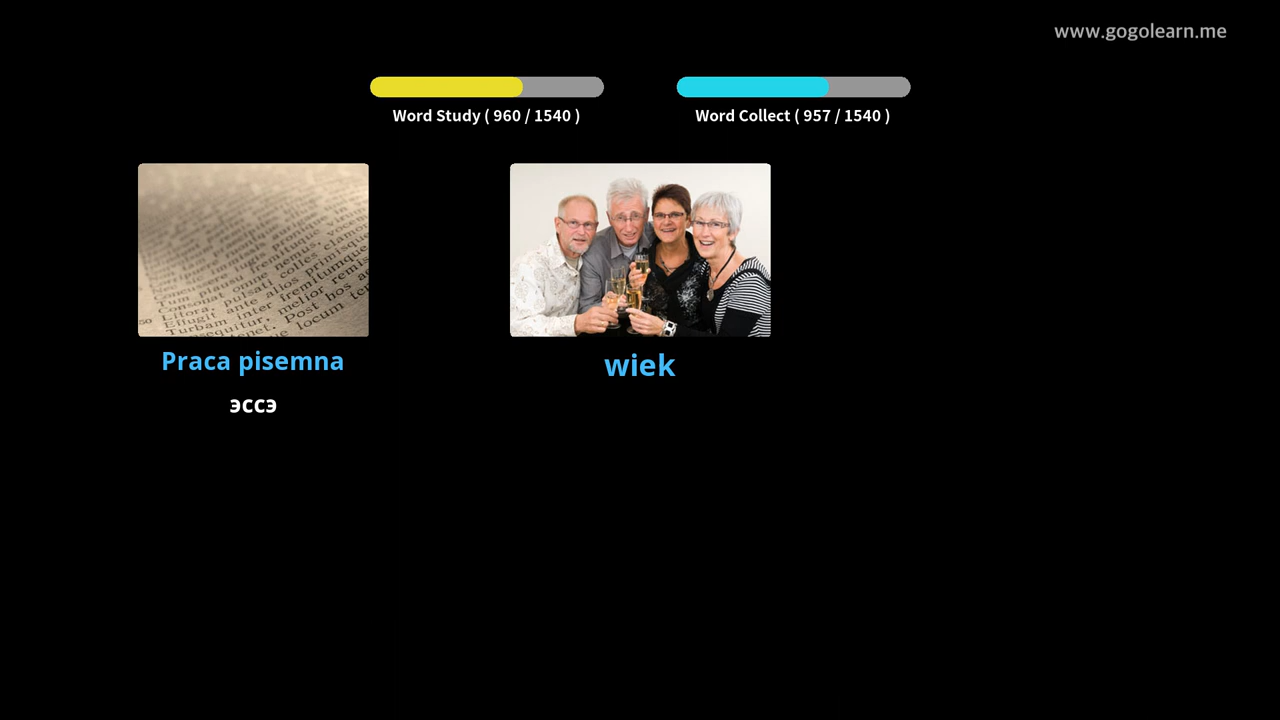 www.gogolearn.me
Word Study ( 960 / 1540 )
Word Collect ( 957 / 1540 )
Praca pisemna
эссэ
wiek